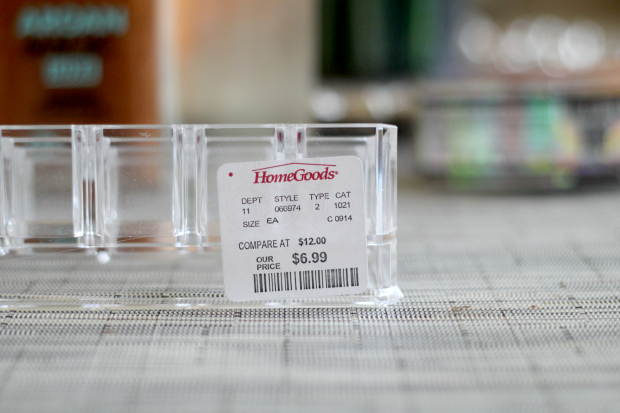 ARGAN
HomeGoods®
DEPT STYLE TYPE CAT
11 066974 2 1021
SIZE EA C 0914
COMPARE AT $12.00
OUR PRICE $6.99